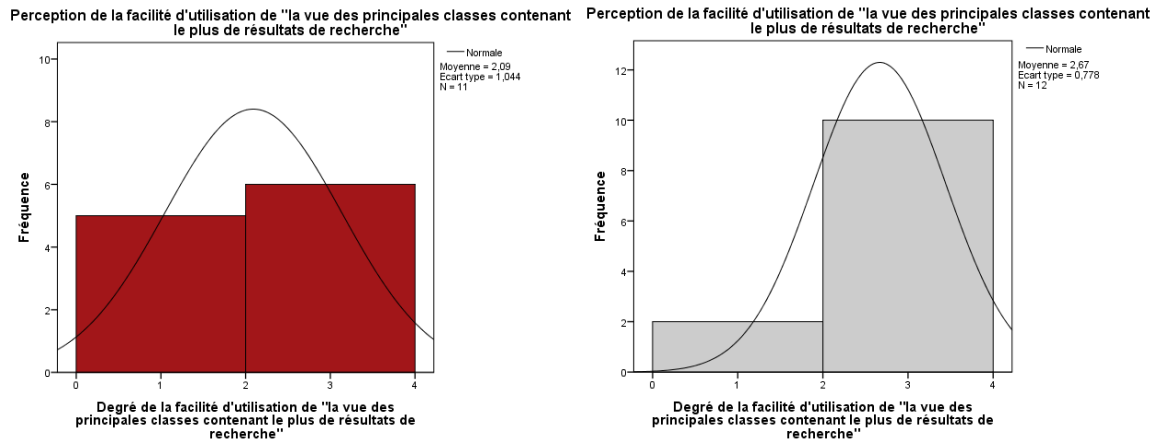 Perception de la facilité d'utilisation de "la vue des principales classes contenant
le plus de résultats de recherche"
Normale
Moyenne = 2,09
Ecart type = 1,044
N = 11
Fréquence
10
8
6
4
2
0
0 1 2 3 4
Degré de la facilité d'utilisation de "la vue des
principales classes contenant le plus de résultats de
recherche"
Perception de la facilité d'utilisation de "la vue des principales classes contenant
le plus de résultats de recherche"
Normale
Moyenne = 2,67
Ecart type = 0,778
N = 12
Fréquence
12
10
8
6
4
2
0
0 1 2 3 4
Degré de la facilité d'utilisation de "la vue des
principales classes contenant le plus de résultats de
recherche"